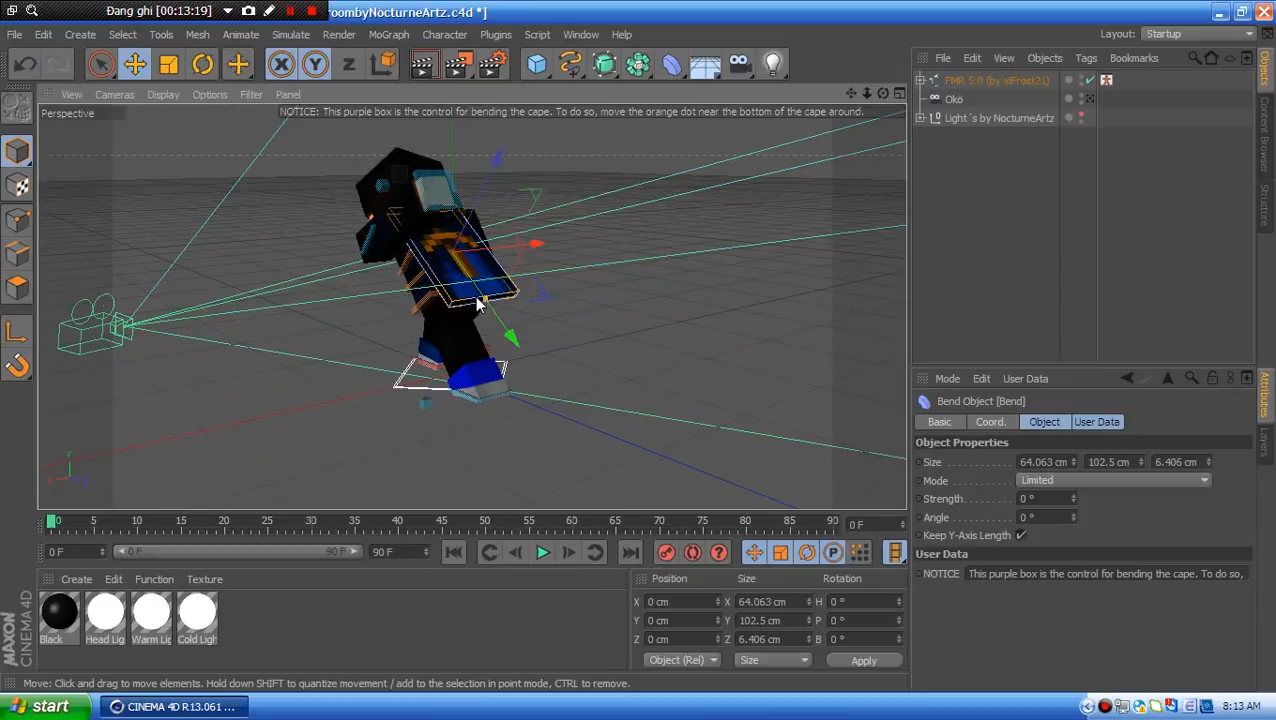 Đang ghi [00:13:19]
roombyNocturneArtz.c4d *]
File Edit Create Select Tools Mesh Snap Animate Simulate Render MoGraph Character Plugins Script Window Help
Layout: Startup
File Edit View Objects Tags Bookmarks
FMR 5.0 (by viFrost21)
Okö
Light´s by NocturneArtz
View Cameras Display Options Filter Panel
Perspective
NOTICE: This purple box is the control for bending the cape. To do so, move the orange dot near the bottom of the cape around.
X Y Z
Y
X Z
Objects
Content Browser
Structure
Attributes
Layers
Mode Edit User Data
Bend Object [Bend]
Basic Coord. Object User Data
Object Properties
Size 64.063 cm 102.5 cm 6.406 cm
Mode Limited
Strength 0 °
Angle 0 °
Keep Y-Axis Length
User Data
NOTICE This purple box is the control for bending the cape. To do so,
0 5 10 15 20 25 30 35 40 45 50 55 60 65 70 75 80 85 90 0 F
0 F 0 F 90 F 90 F
Create Edit Function Texture
Black Head Lig Warm Lig Cold Ligh
Position Size Rotation
X 0 cm X 64.063 cm H 0 °
Y 0 cm Y 102.5 cm P 0 °
Z 0 cm Z 6.406 cm B 0 °
Object (Rel) Size Apply
MAXON CINEMA4D
Move: Click and drag to move elements. Hold down SHIFT to quantize movement / add to the selection in point mode, CTRL to remove.
start
CINEMA 4D R13.061 ...
8:13 AM